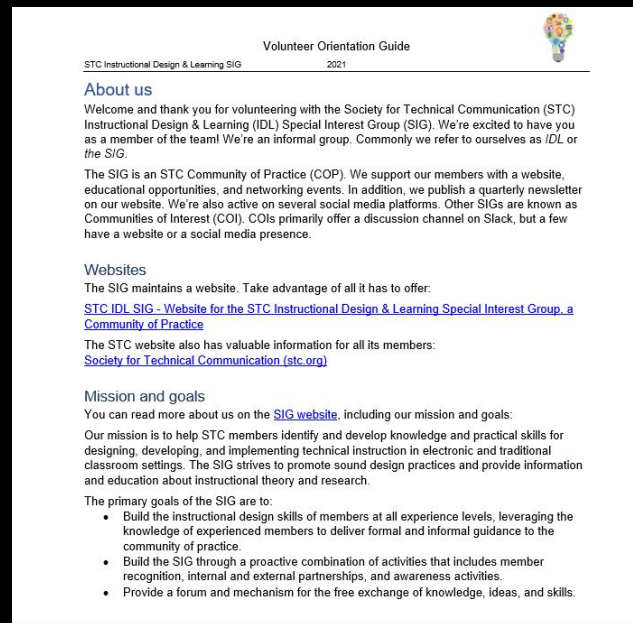 Volunteer Orientation Guide
STC Instructional Design & Learning SIG 2021
About us
Welcome and thank you for volunteering with the Society for Technical Communication (STC)
Instructional Design & Learning (IDL) Special Interest Group (SIG). We're excited to have you
as a member of the team! We're an informal group. Commonly we refer to ourselves as IDL or
the SIG.
The SIG is an STC Community of Practice (COP). We support our members with a website,
educational opportunities, and networking events. In addition, we publish a quarterly newsletter
on our website. We're also active on several social media platforms. Other SIGs are known as
Communities of Interest (COI). COIs primarily offer a discussion channel on Slack, but a few
have a website or a social media presence.
Websites
The SIG maintains a website. Take advantage of all it has to offer:
STC IDL SIG - Website for the STC Instructional Design & Learning Special Interest Group, a
Community of Practice
The STC website also has valuable information for all its members:
Society for Technical Communication (stc.org)
Mission and goals
You can read more about us on the SIG website, including our mission and goals:
Our mission is to help STC members identify and develop knowledge and practical skills for
designing, developing, and implementing technical instruction in electronic and traditional
classroom settings. The SIG strives to promote sound design practices and provide information
and education about instructional theory and research.
The primary goals of the SIG are to:
• Build the instructional design skills of members at all experience levels, leveraging the
knowledge of experienced members to deliver formal and informal guidance to the
community of practice.
• Build the SIG through a proactive combination of activities that includes member
recognition, internal and external partnerships, and awareness activities.
• Provide a forum and mechanism for the free exchange of knowledge, ideas, and skills.